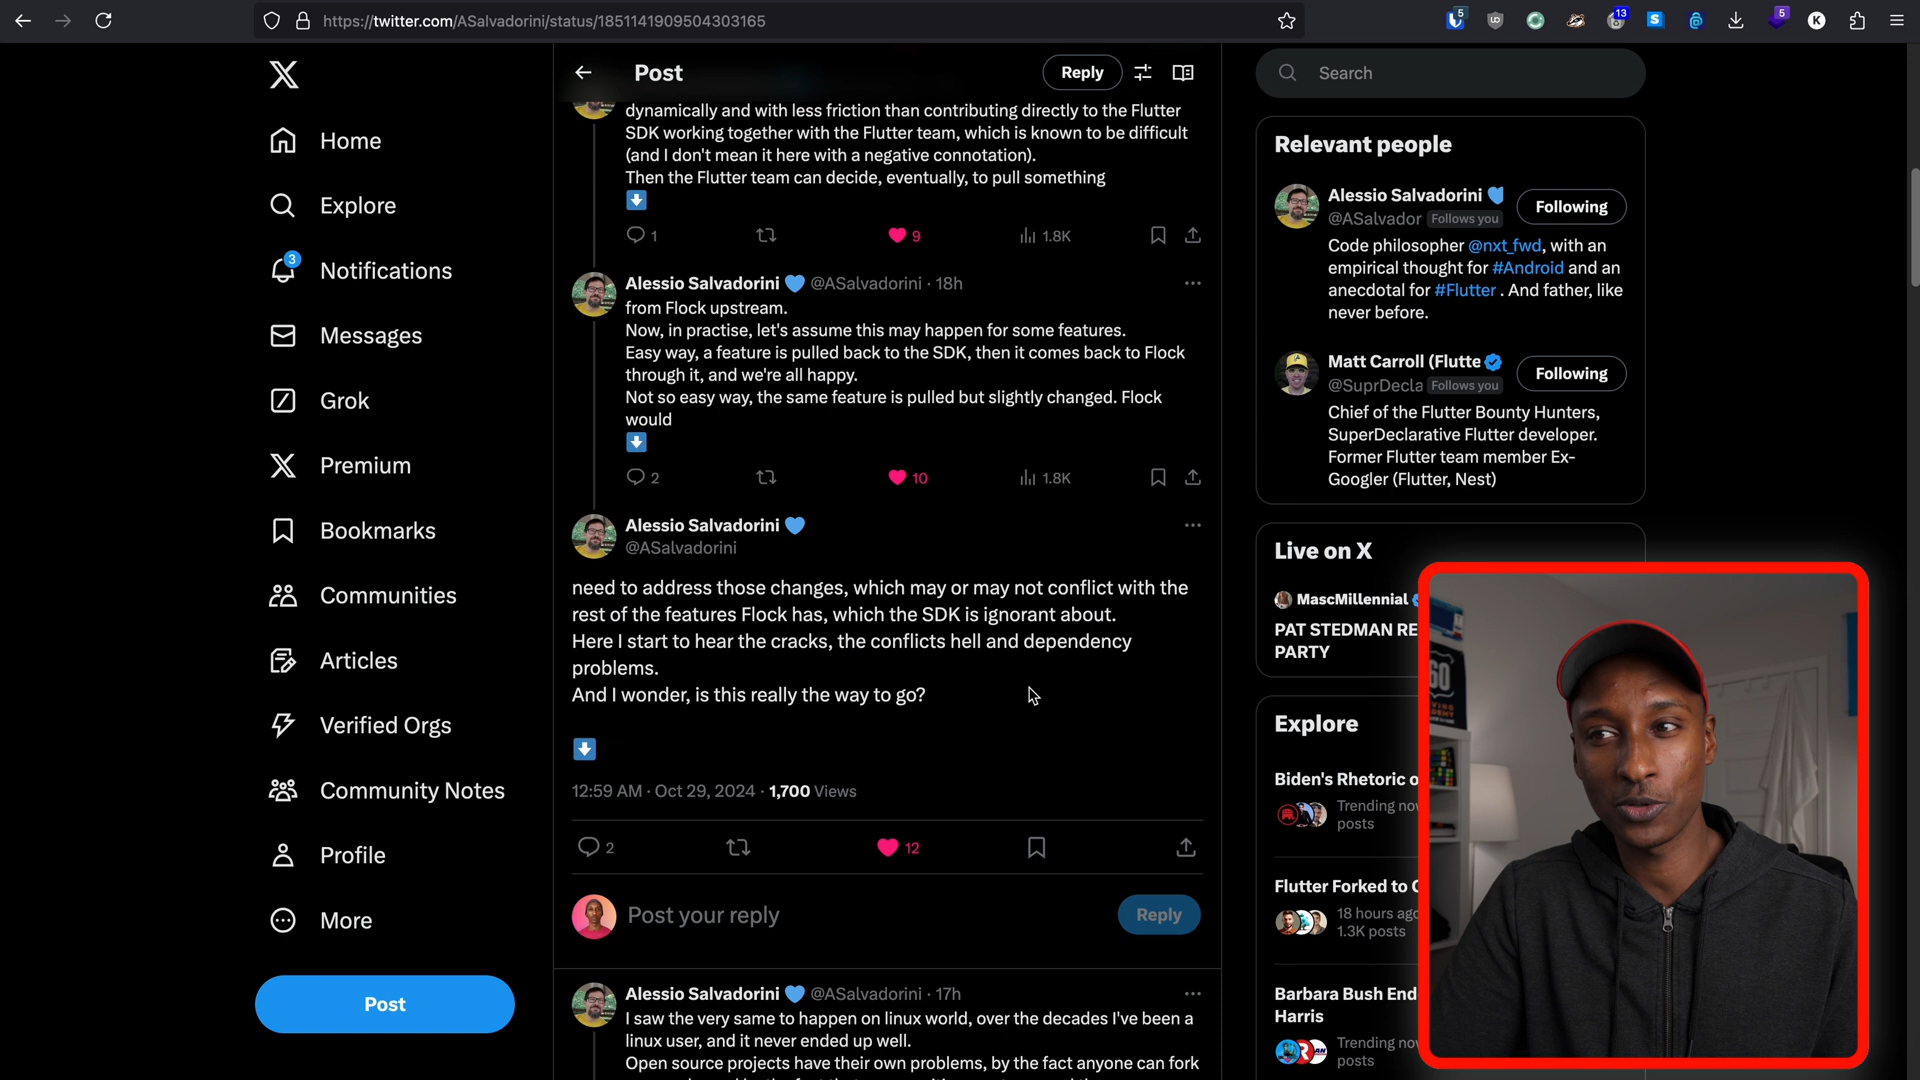 https://twitter.com/ASalvadorini/status/1851141909504303165
5
13
5
K
Home
Explore
3
Notifications
Messages
Grok
Premium
Bookmarks
Communities
Articles
Verified Orgs
Community Notes
Profile
More
Post
Post
Reply
dynamically and with less friction than contributing directly to the Flutter
SDK working together with the Flutter team, which is known to be difficult
(and I don't mean it here with a negative connotation).
Then the Flutter team can decide, eventually, to pull something
1
9
1.8K
Alessio Salvadorini @ASalvadorini · 18h
from Flock upstream.
Now, in practise, let's assume this may happen for some features.
Easy way, a feature is pulled back to the SDK, then it comes back to Flock
through it, and we're all happy.
Not so easy way, the same feature is pulled but slightly changed. Flock
would
2
10
1.8K
Alessio Salvadorini
@ASalvadorini
need to address those changes, which may or may not conflict with the
rest of the features Flock has, which the SDK is ignorant about.
Here I start to hear the cracks, the conflicts hell and dependency
problems.
And I wonder, is this really the way to go?
12:59 AM · Oct 29, 2024 · 1,700 Views
2
12
Post your reply
Reply
Alessio Salvadorini @ASalvadorini · 17h
I saw the very same to happen on linux world, over the decades I've been a
linux user, and it never ended up well.
Open source projects have their own problems, by the fact anyone can fork
Search
Relevant people
Alessio Salvadorini
@ASalvador Follows you
Following
Code philosopher @nxt_fwd, with an
empirical thought for #Android and an
anecdotal for #Flutter . And father, like
never before.
Matt Carroll (Flutte
@SuprDecla Follows you
Following
Chief of the Flutter Bounty Hunters,
SuperDeclarative Flutter developer.
Former Flutter team member Ex-
Googler (Flutter, Nest)
Live on X
MascMillennial
PAT STEDMAN RE
PARTY
Explore
Biden's Rhetoric o
Trending no
posts
Flutter Forked to
18 hours ag
1.3K posts
Barbara Bush End
Harris
Trending no
posts